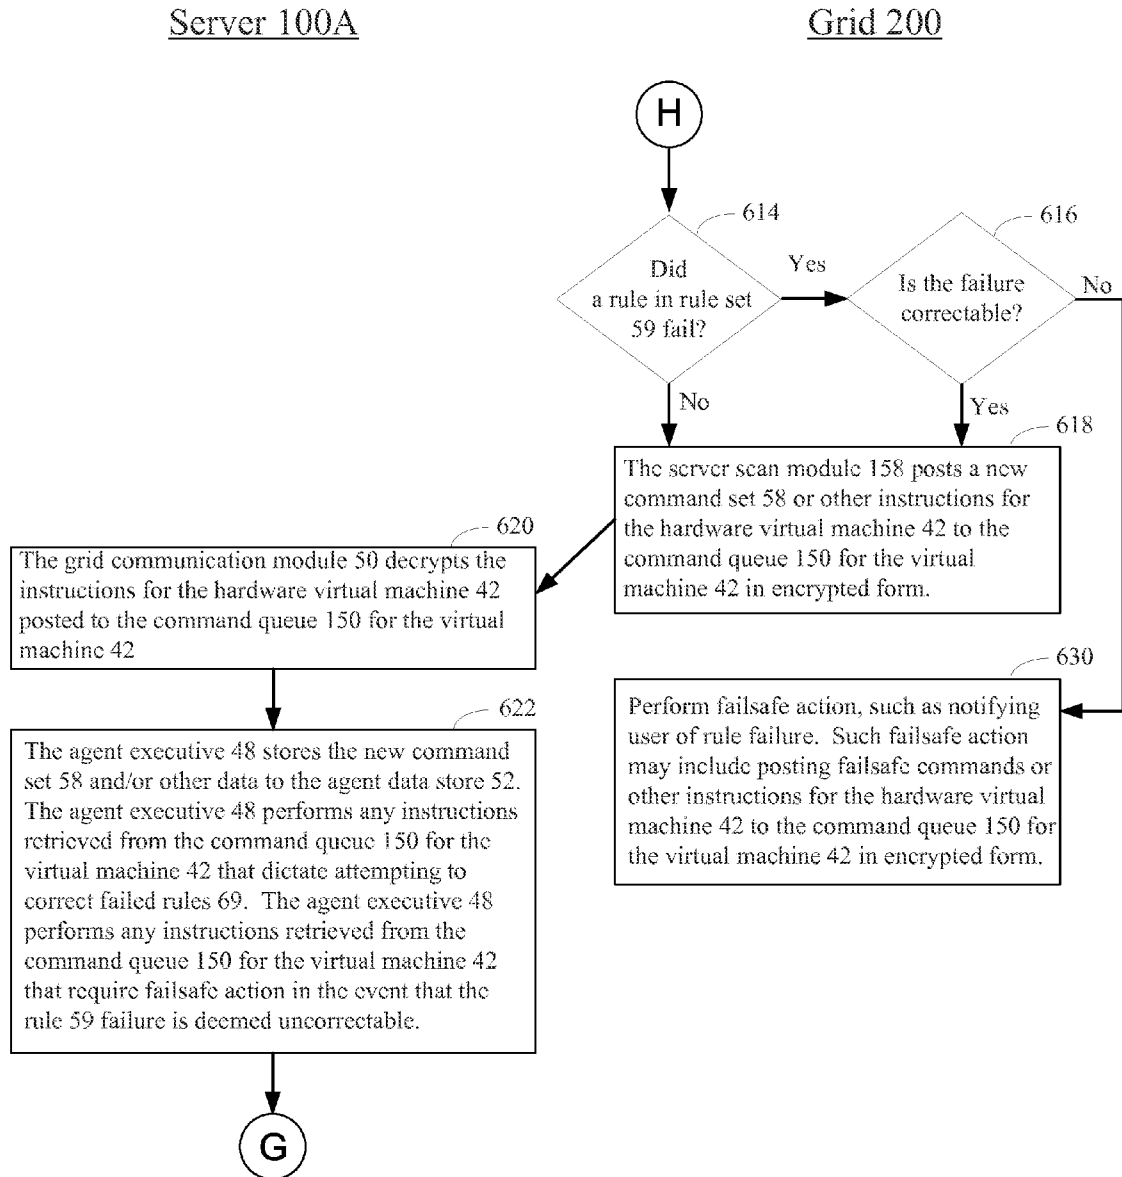 Server 100A
Grid 200
H
614
Did
a rule in rule set
59 fail?
Yes
616
Is the failure
correctable?
No
No
Yes
618
The server scan module 158 posts a new
command set 58 or other instructions for
the hardware virtual machine 42 to the
command queue 150 for the virtual
machine 42 in encrypted form.
620
The grid communication module 50 decrypts the
instructions for the hardware virtual machine 42
posted to the command queue 150 for the virtual
machine 42
630
Perform failsafe action, such as notifying
user of rule failure. Such failsafe action
may include posting failsafe commands or
other instructions for the hardware virtual
machine 42 to the command queue 150 for
the virtual machine 42 in encrypted form.
622
The agent executive 48 stores the new command
set 58 and/or other data to the agent data store 52.
The agent executive 48 performs any instructions
retrieved from the command queue 150 for the
virtual machine 42 that dictate attempting to
correct failed rules 69. The agent executive 48
performs any instructions retrieved from the
command queue 150 for the virtual machine 42
that require failsafe action in the event that the
rule 59 failure is deemed uncorrectable.
G